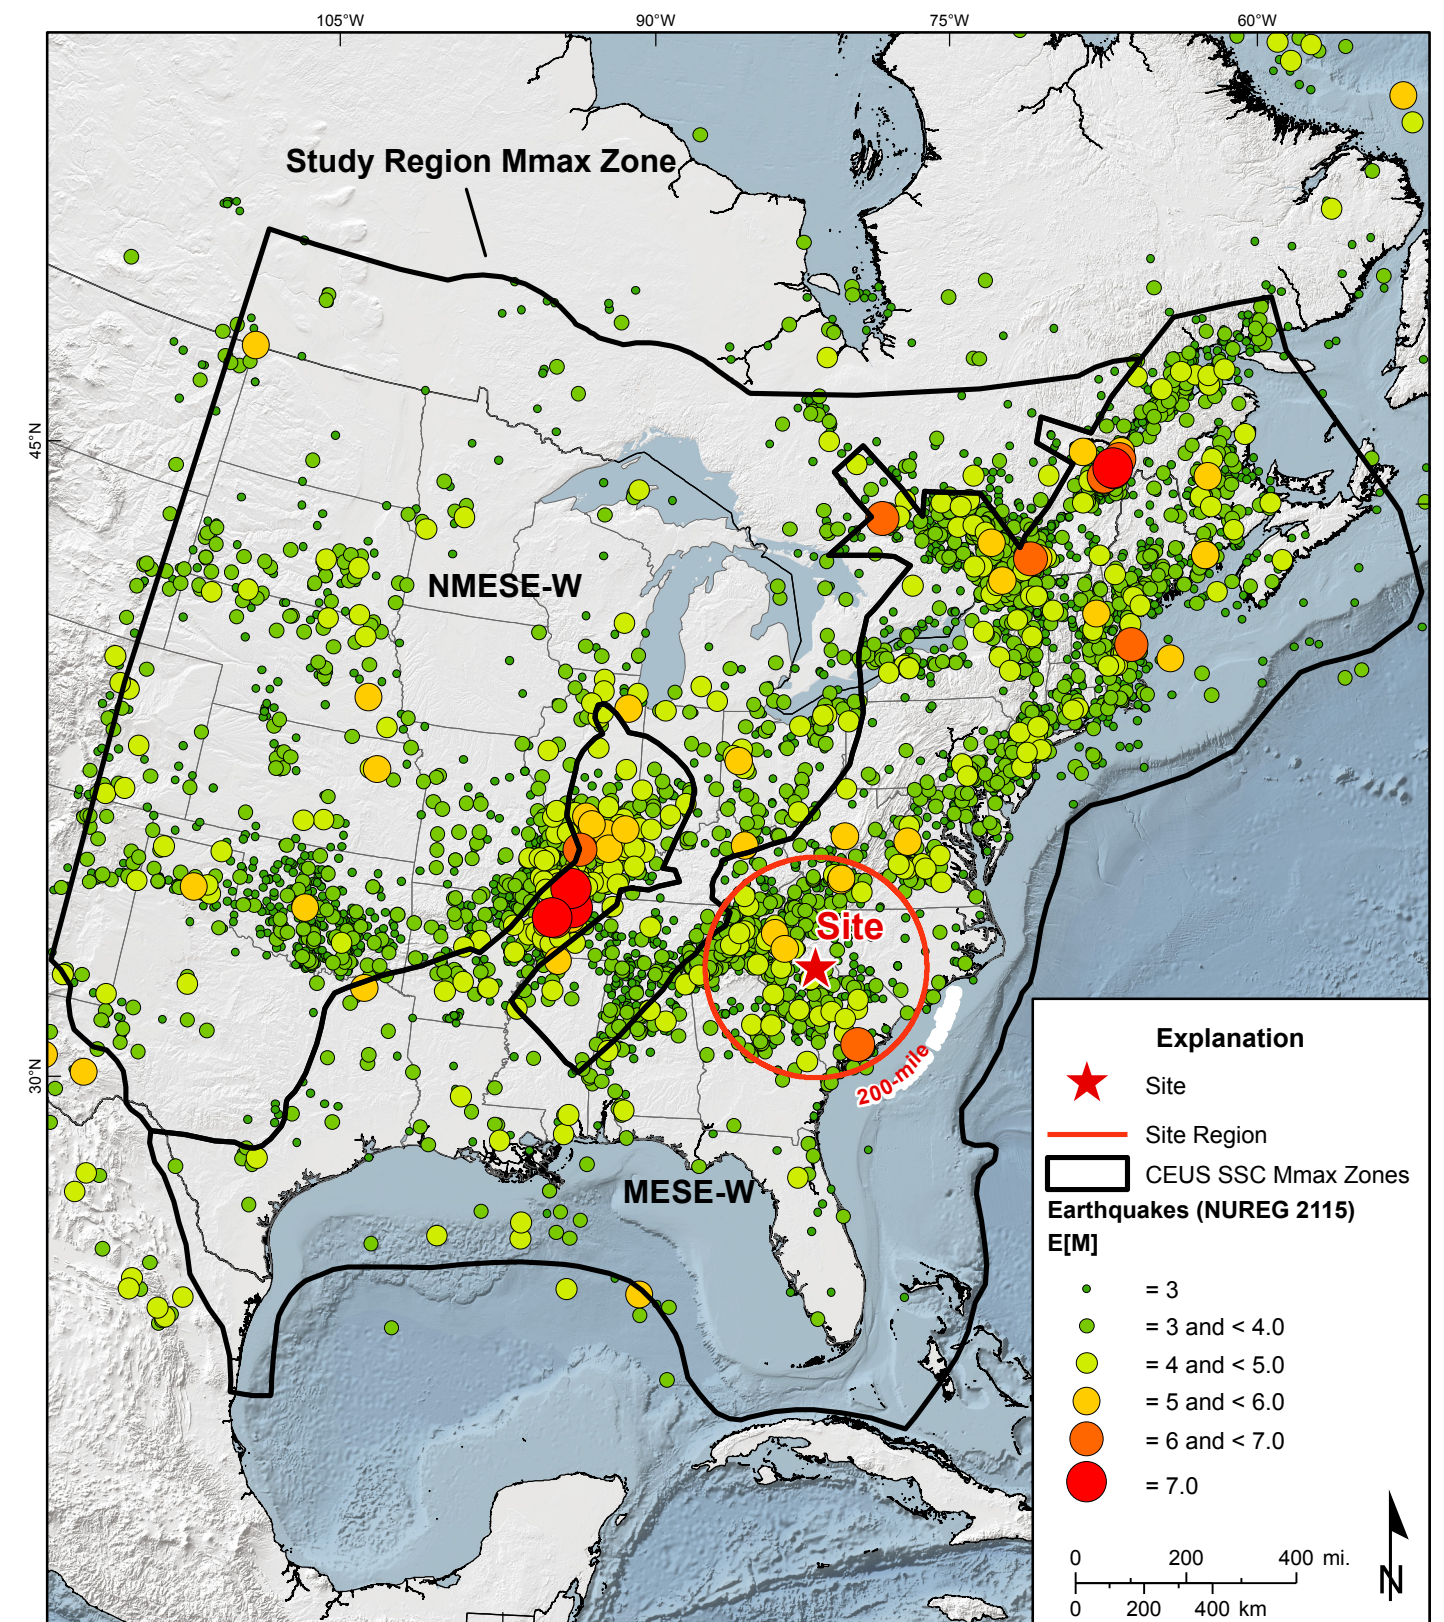 105°W 90°W 75°W 60°W
Study Region Mmax Zone
45°N
NMESE-W
Site
30°N
200-mile
MESE-W
Explanation
Site
Site Region
CEUS SSC Mmax Zones
Earthquakes (NUREG 2115)
E[M]
= 3
= 3 and < 4.0
= 4 and < 5.0
= 5 and < 6.0
= 6 and < 7.0
= 7.0
0 200 400 mi.
0 200 400 km
N